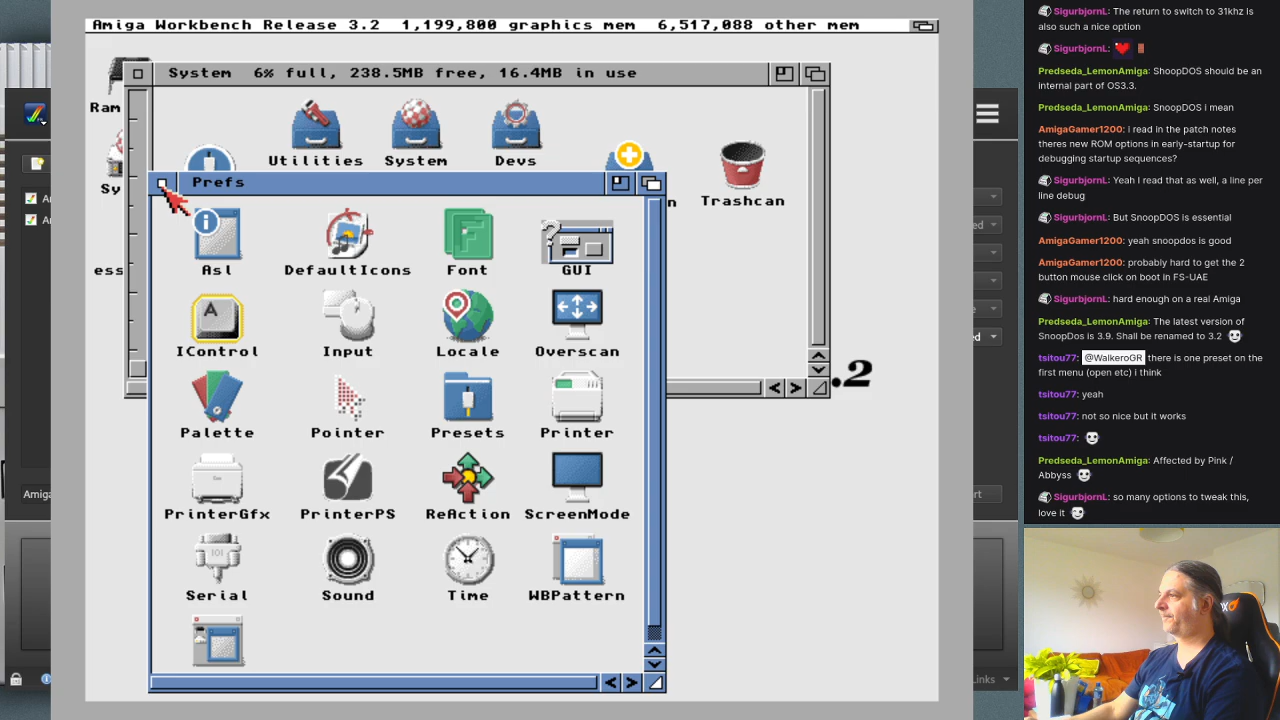 Amiga Workbench Release 3.2 1,199,800 graphics mem 6,517,088 other mem
System 6% full, 238.5MB free, 16.4MB in use
Ram
Utilities System Devs
Sy
Trashcan
n
Prefs
Asl DefaultIcons Font GUI
ess
IControl Input Locale Overscan
.2
Palette Pointer Presets Printer
PrinterGfx PrinterPS ReAction ScreenMode
Serial Sound Time WBPattern
Amiga
ed
rt
Links
SigurbjornL: The return to switch to 31khz is
also such a nice option
SigurbjornL:
Predseda_LemonAmiga: ShoopDOS should be an
internal part of OS3.3.
Predseda_LemonAmiga: SnoopDOS i mean
AmigaGamer1200: i read in the patch notes
theres new ROM options in early-startup for
debugging startup sequences?
SigurbjornL: Yeah I read that as well, a line per
line debug
SigurbjornL: But SnoopDOS is essential
AmigaGamer1200: yeah snoopdos is good
AmigaGamer1200: probably hard to get the 2
button mouse click on boot in FS-UAE
SigurbjornL: hard enough on a real Amiga
Predseda_LemonAmiga: The latest version of
SnoopDos is 3.9. Shall be renamed to 3.2
tsitou77: @WalkeroGR there is one preset on the
first menu (open etc) i think
tsitou77: yeah
tsitou77: not so nice but it works
tsitou77:
Predseda_LemonAmiga: Affected by Pink /
Abbyss
SigurbjornL: so many options to tweak this,
love it